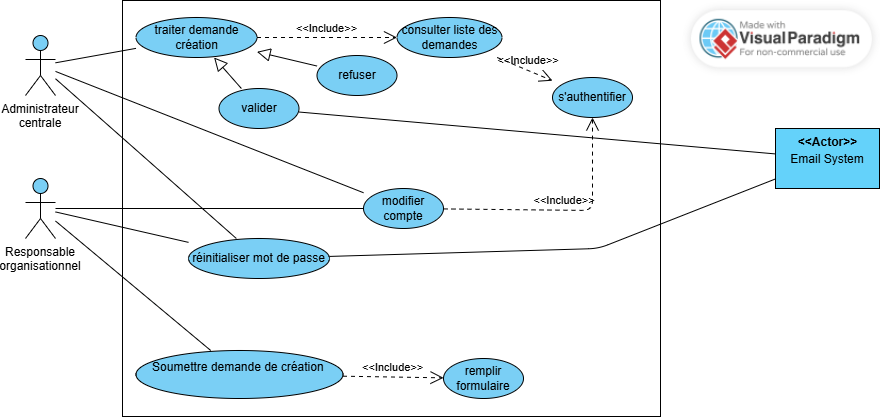 traiter demande
création
<<Include>>
consulter liste des
demandes
Made with
VisualParadigm
For non-commercial use
<<Include>>
refuser
s'authentifier
valider
Administrateur
centrale
<<Actor>>
Email System
modifier
compte
<<Include>>
Responsable
organisationnel
réinitialiser mot de passe
Soumettre demande de création
<<Include>>
remplir
formulaire